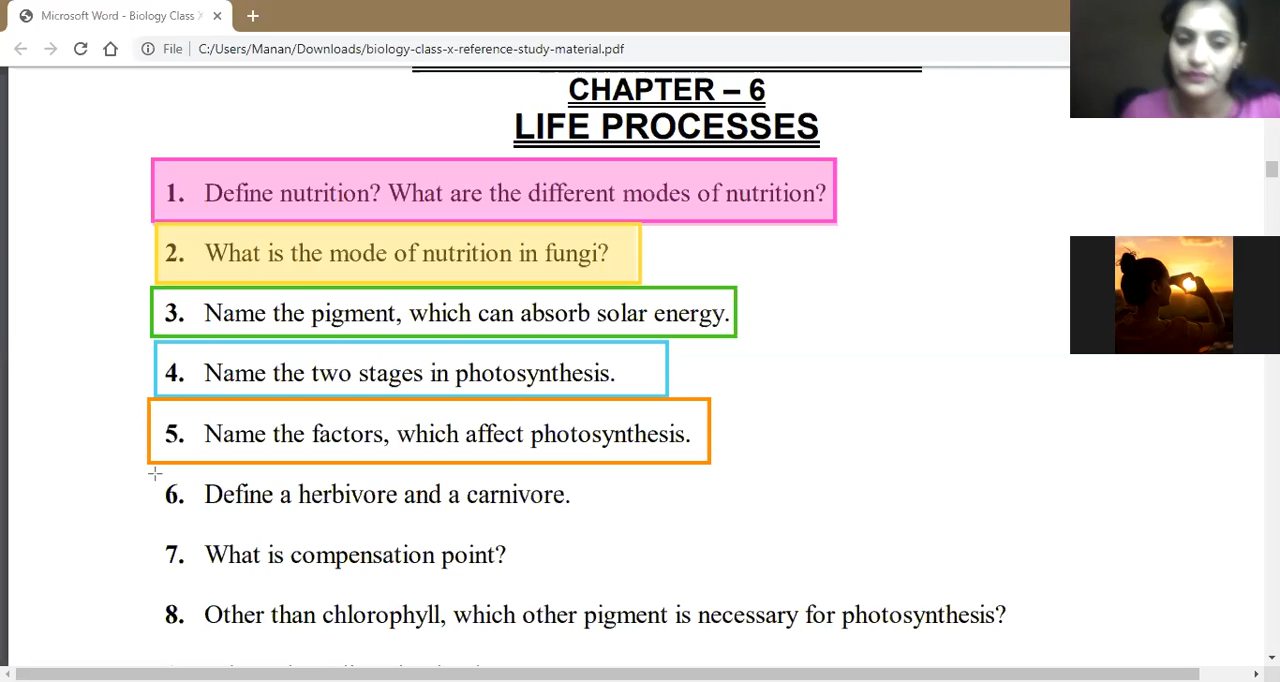 Microsoft Word - Biology Class X
File
C:/Users/Manan/Downloads/biology-class-x-reference-study-material.pdf
CHAPTER – 6
LIFE PROCESSES
1. Define nutrition? What are the different modes of nutrition?
2. What is the mode of nutrition in fungi?
3. Name the pigment, which can absorb solar energy.
4. Name the two stages in photosynthesis.
5. Name the factors, which affect photosynthesis.
6. Define a herbivore and a carnivore.
7. What is compensation point?
8. Other than chlorophyll, which other pigment is necessary for photosynthesis?